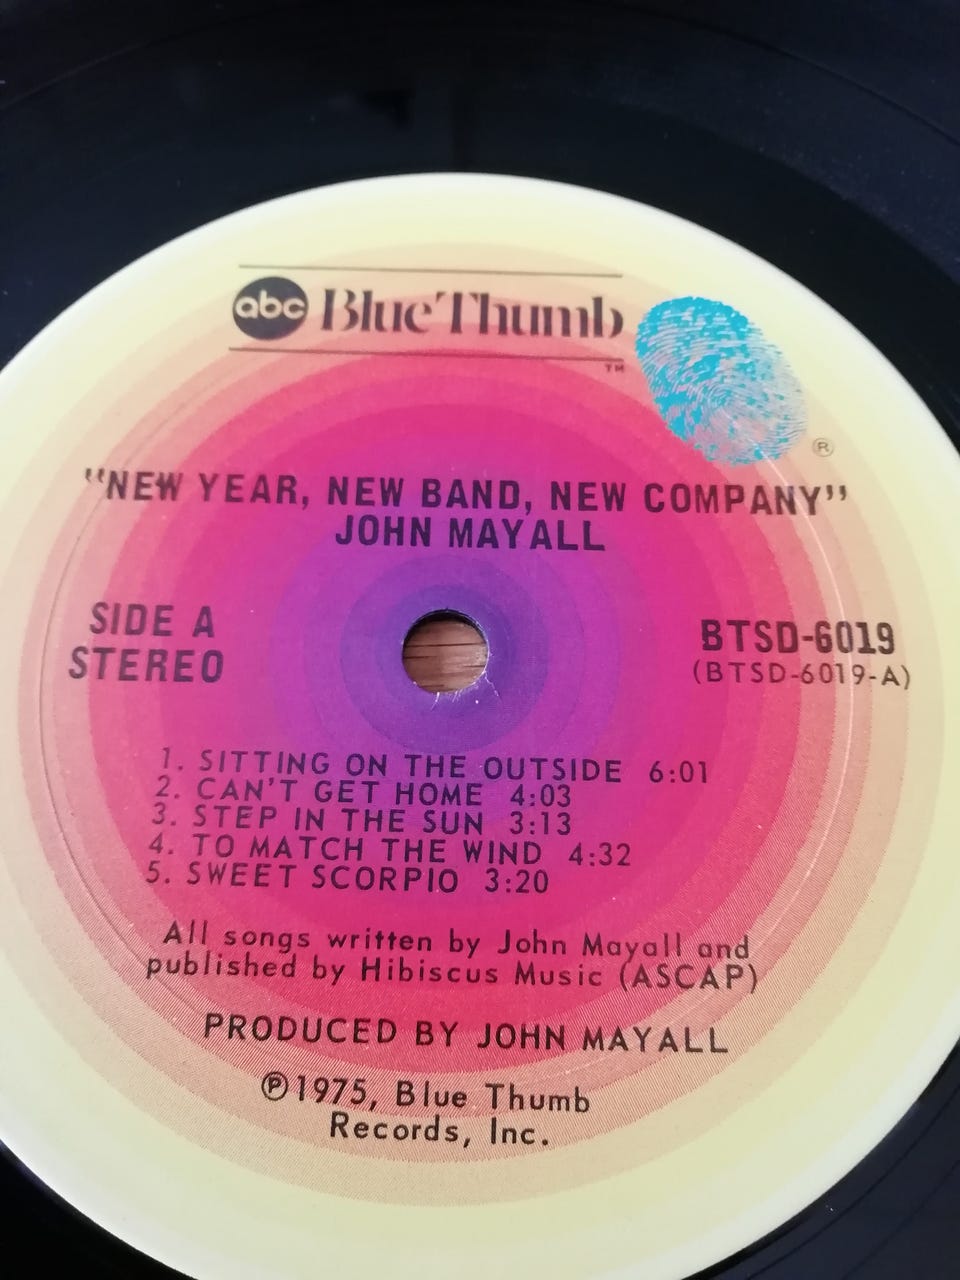 abc Blue Thumb
TM
®
"NEW YEAR, NEW BAND, NEW COMPANY"
JOHN MAYALL
SIDE A
STEREO
BTSD-6019
(BTSD-6019-A)
1. SITTING ON THE OUTSIDE 6:01
2. CAN'T GET HOME 4:03
3. STEP IN THE SUN 3:13
4. TO MATCH THE WIND 4:32
5. SWEET SCORPIO 3:20
All songs written by John Mayall and
published by Hibiscus Music (ASCAP)
PRODUCED BY JOHN MAYALL
℗1975, Blue Thumb
Records, Inc.